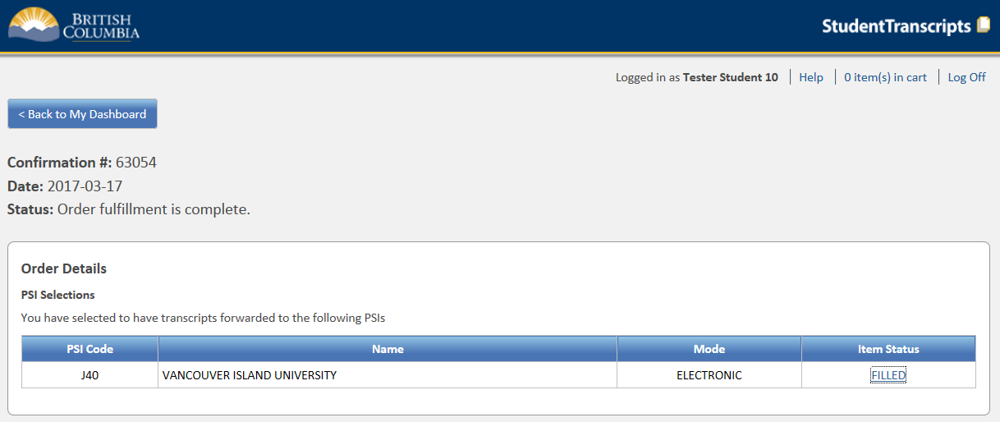 BRITISH
COLUMBIA
StudentTranscripts
Logged in as Tester Student 10 | Help | 0 item(s) in cart | Log Off
< Back to My Dashboard
Confirmation #: 63054
Date: 2017-03-17
Status: Order fulfillment is complete.
Order Details
PSI Selections
You have selected to have transcripts forwarded to the following PSIs
PSI Code Name Mode Item Status
J40 VANCOUVER ISLAND UNIVERSITY ELECTRONIC FILLED